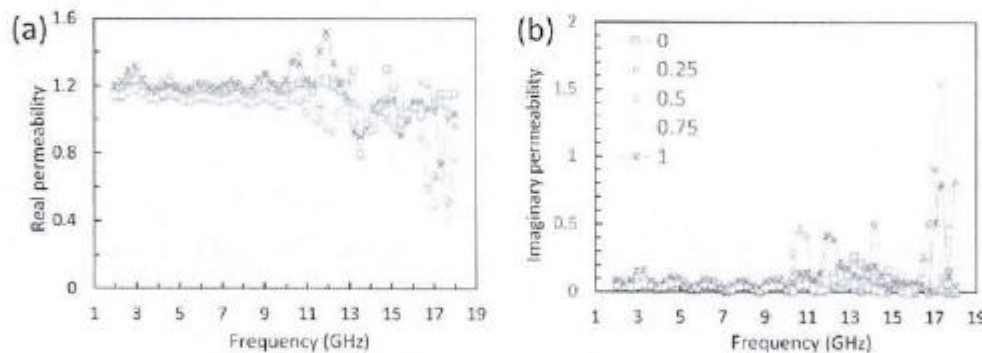 (a)
Real permeability
1.6
1.2
0.8
0.4
0
1 3 5 7 9 11 13 15 17 19
Frequency (GHz)
(b)
Imaginary permeability
2
1.5
1
0.5
0
0
0.25
0.5
0.75
1
1 3 5 7 9 11 13 15 17 19
Frequency (GHz)